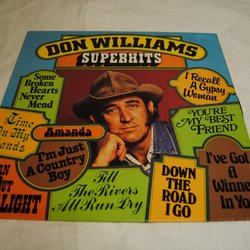 DON WILLIAMS
SUPERHITS
Some
Broken
Hearts
Never
Mend
I Recall
A Gypsy
Woman
Time
On My
Hands
Amanda
YOU'RE
MY BEST
FRIEND
I'm Just
A Country
Boy
I've Got
A
Winner
In You
Till
The Rivers
All Run Dry
DOWN
THE ROAD
I GO
LIGHT